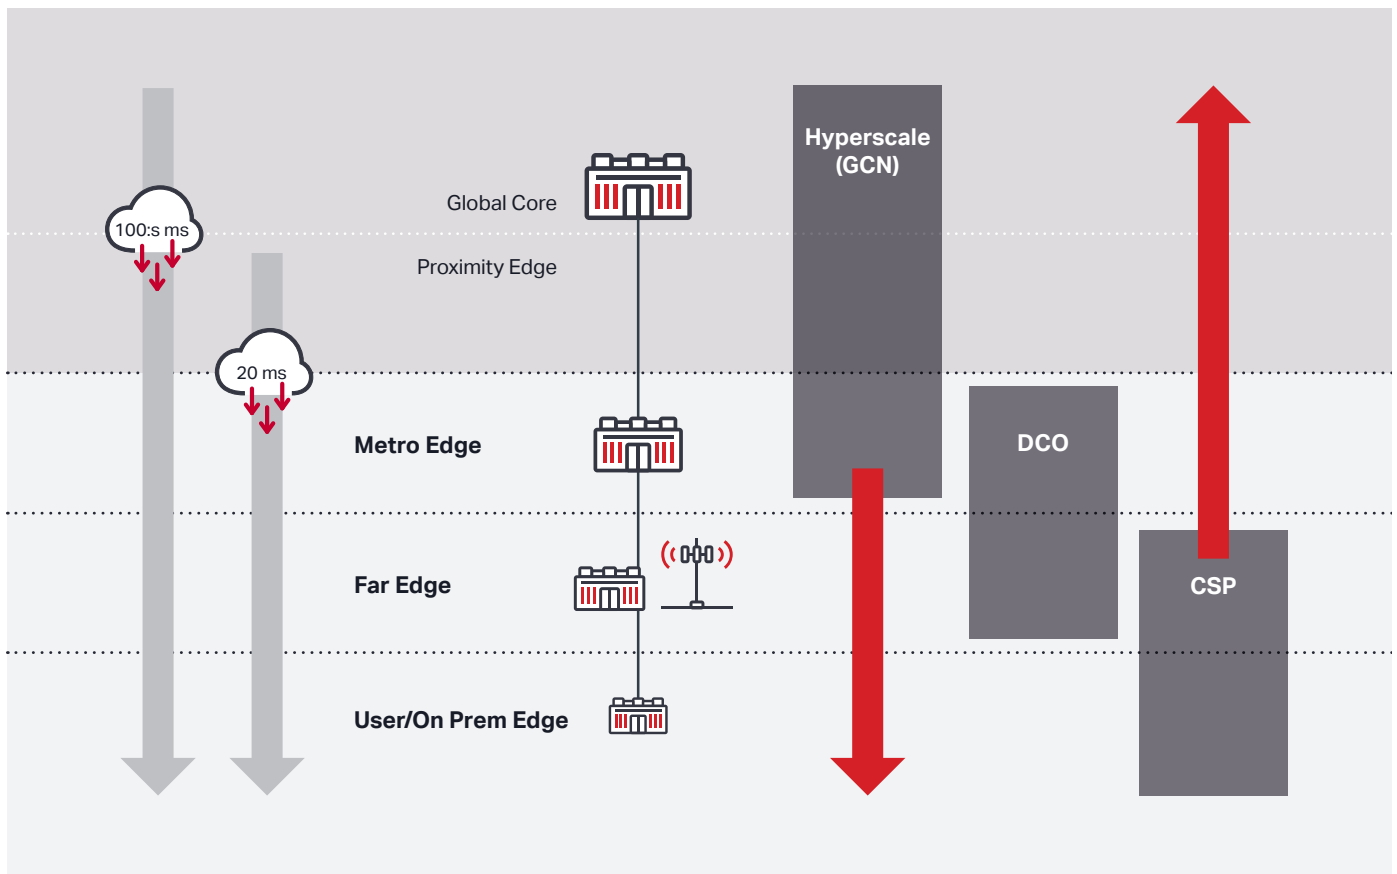 100:s ms
20 ms
Global Core
Proximity Edge
Metro Edge
Far Edge
User/On Prem Edge
Hyperscale
(GCN)
DCO
CSP